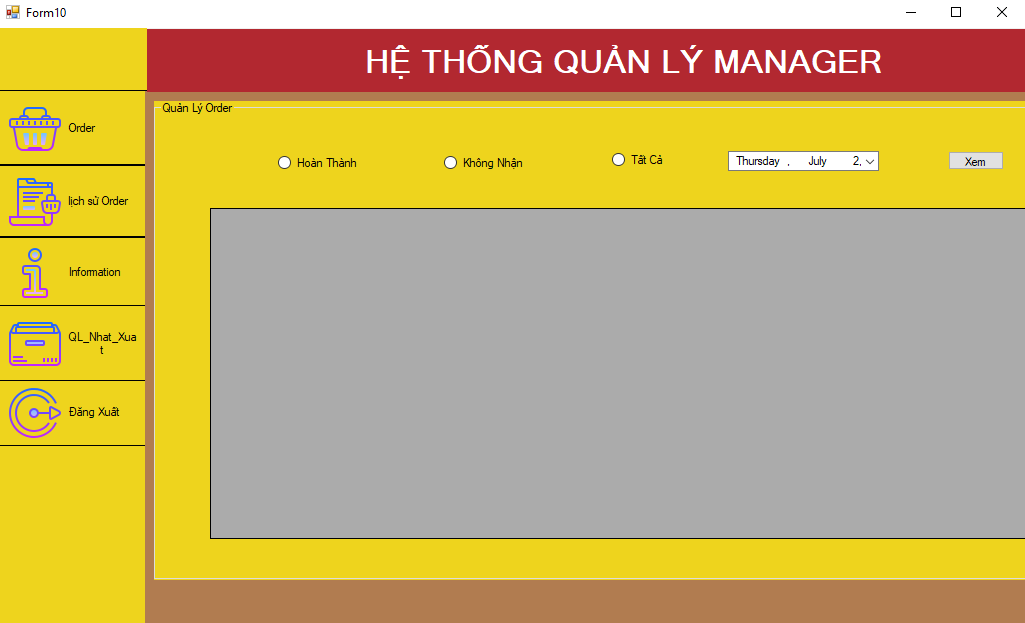 Form10
HỆ THỐNG QUẢN LÝ MANAGER
Order
lịch sử Order
Information
QL_Nhat_Xua
t
Đăng Xuất
Quản Lý Order
Hoàn Thành
Không Nhận
Tất Cả
Thursday , July 2,
Xem